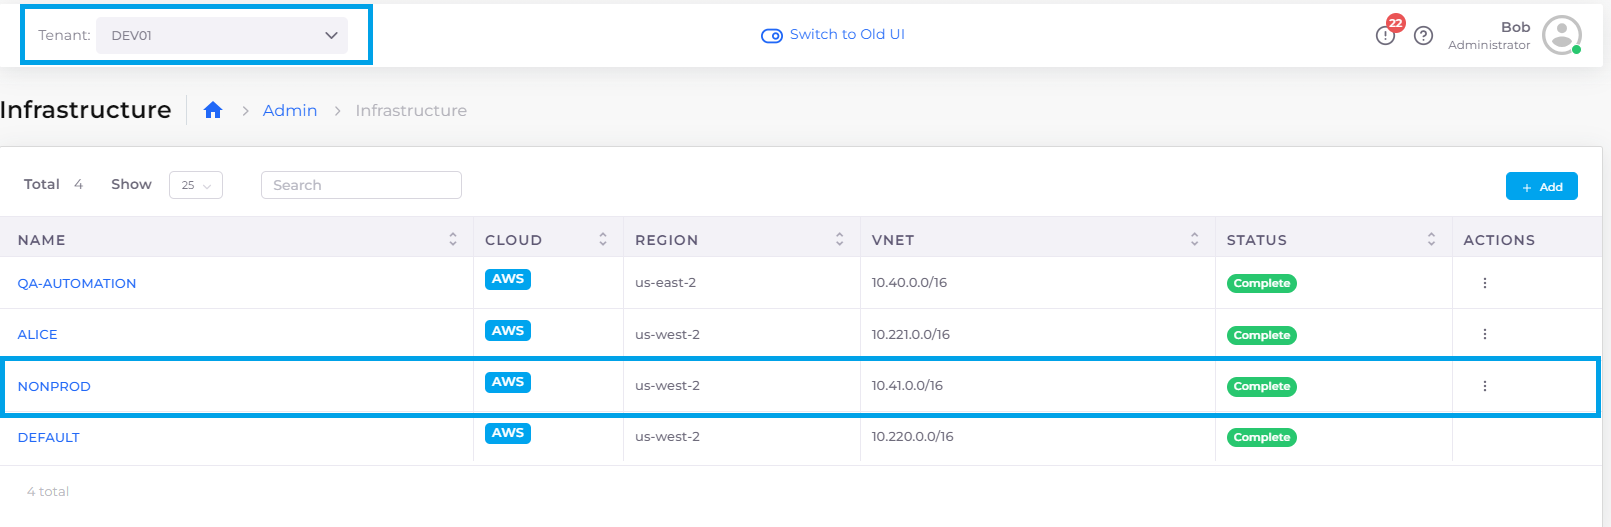 Tenant: DEV01 Switch to Old UI 22 Bob
Administrator
Infrastructure Admin Infrastructure
Total 4 Show 25 Search + Add
NAME CLOUD REGION VNET STATUS ACTIONS
QA-AUTOMATION AWS us-east-2 10.40.0.0/16 Complete
ALICE AWS us-west-2 10.221.0.0/16 Complete
NONPROD AWS us-west-2 10.41.0.0/16 Complete
DEFAULT AWS us-west-2 10.220.0.0/16 Complete
4 total